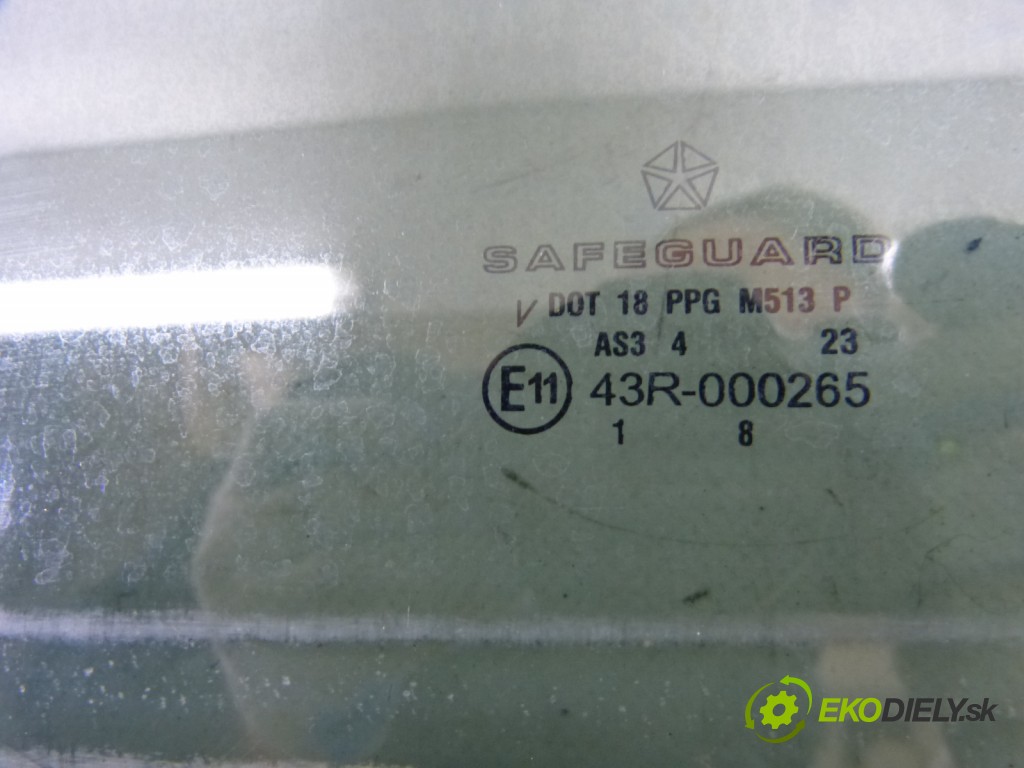 SAFEGUARD
V DOT 18 PPG M513 P
AS3 4 23
E11 43R-000265
1 8
EKODIELY.sk